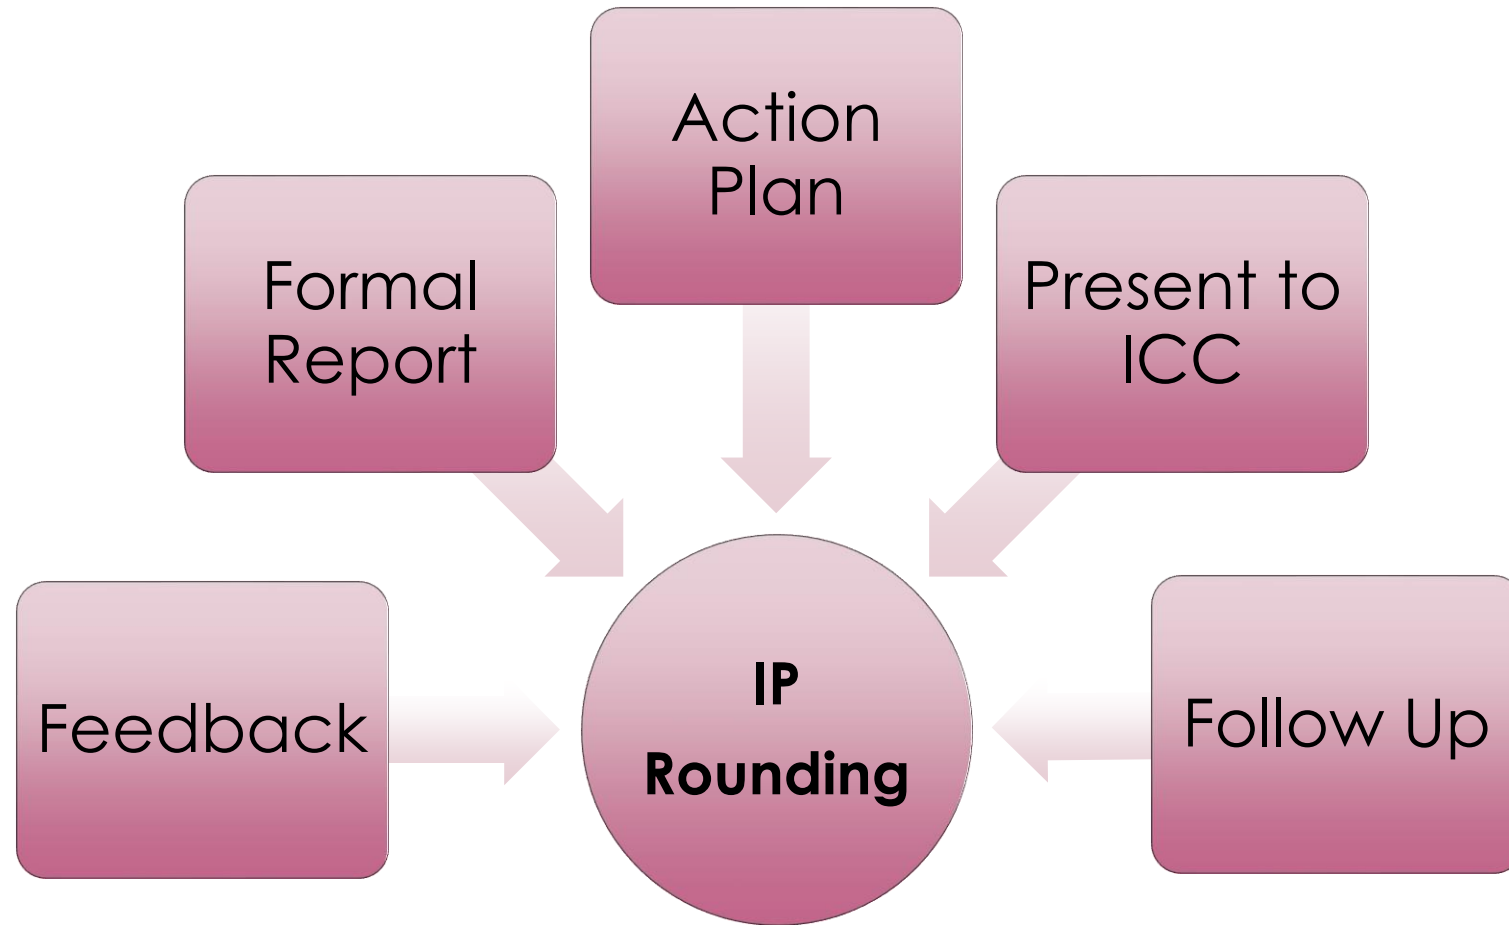 Action
Plan
Formal
Report
Present to
ICC
Feedback
IP
Rounding
Follow Up